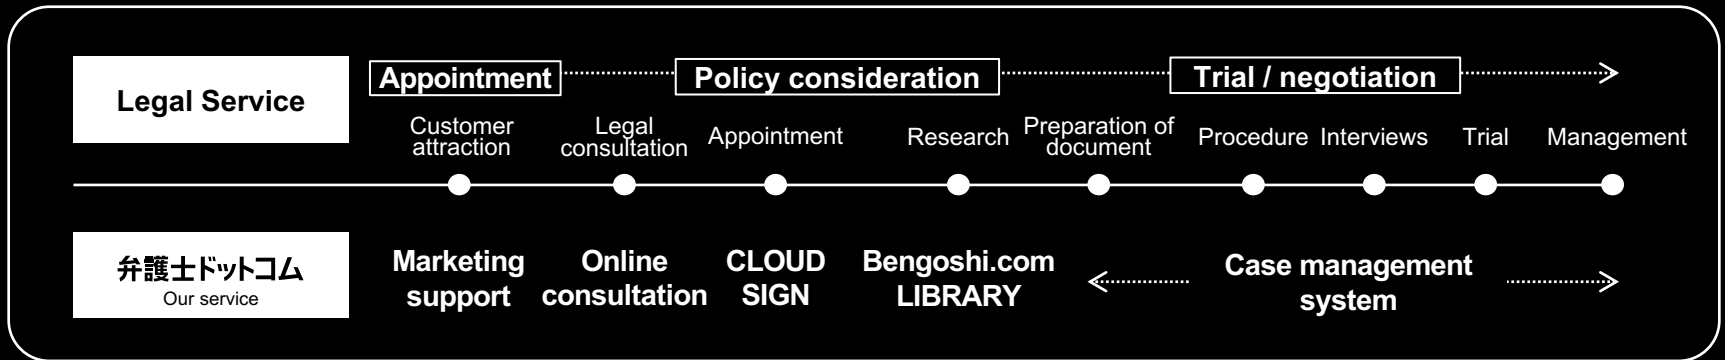 Legal Service
Appointment
Policy consideration
Trial / negotiation
Customer
attraction
Legal
consultation
Appointment
Research
Preparation of
document
Procedure
Interviews
Trial
Management
弁護士ドットコム
Our service
Marketing
support
Online
consultation
CLOUD
SIGN
Bengoshi.com
LIBRARY
Case management
system